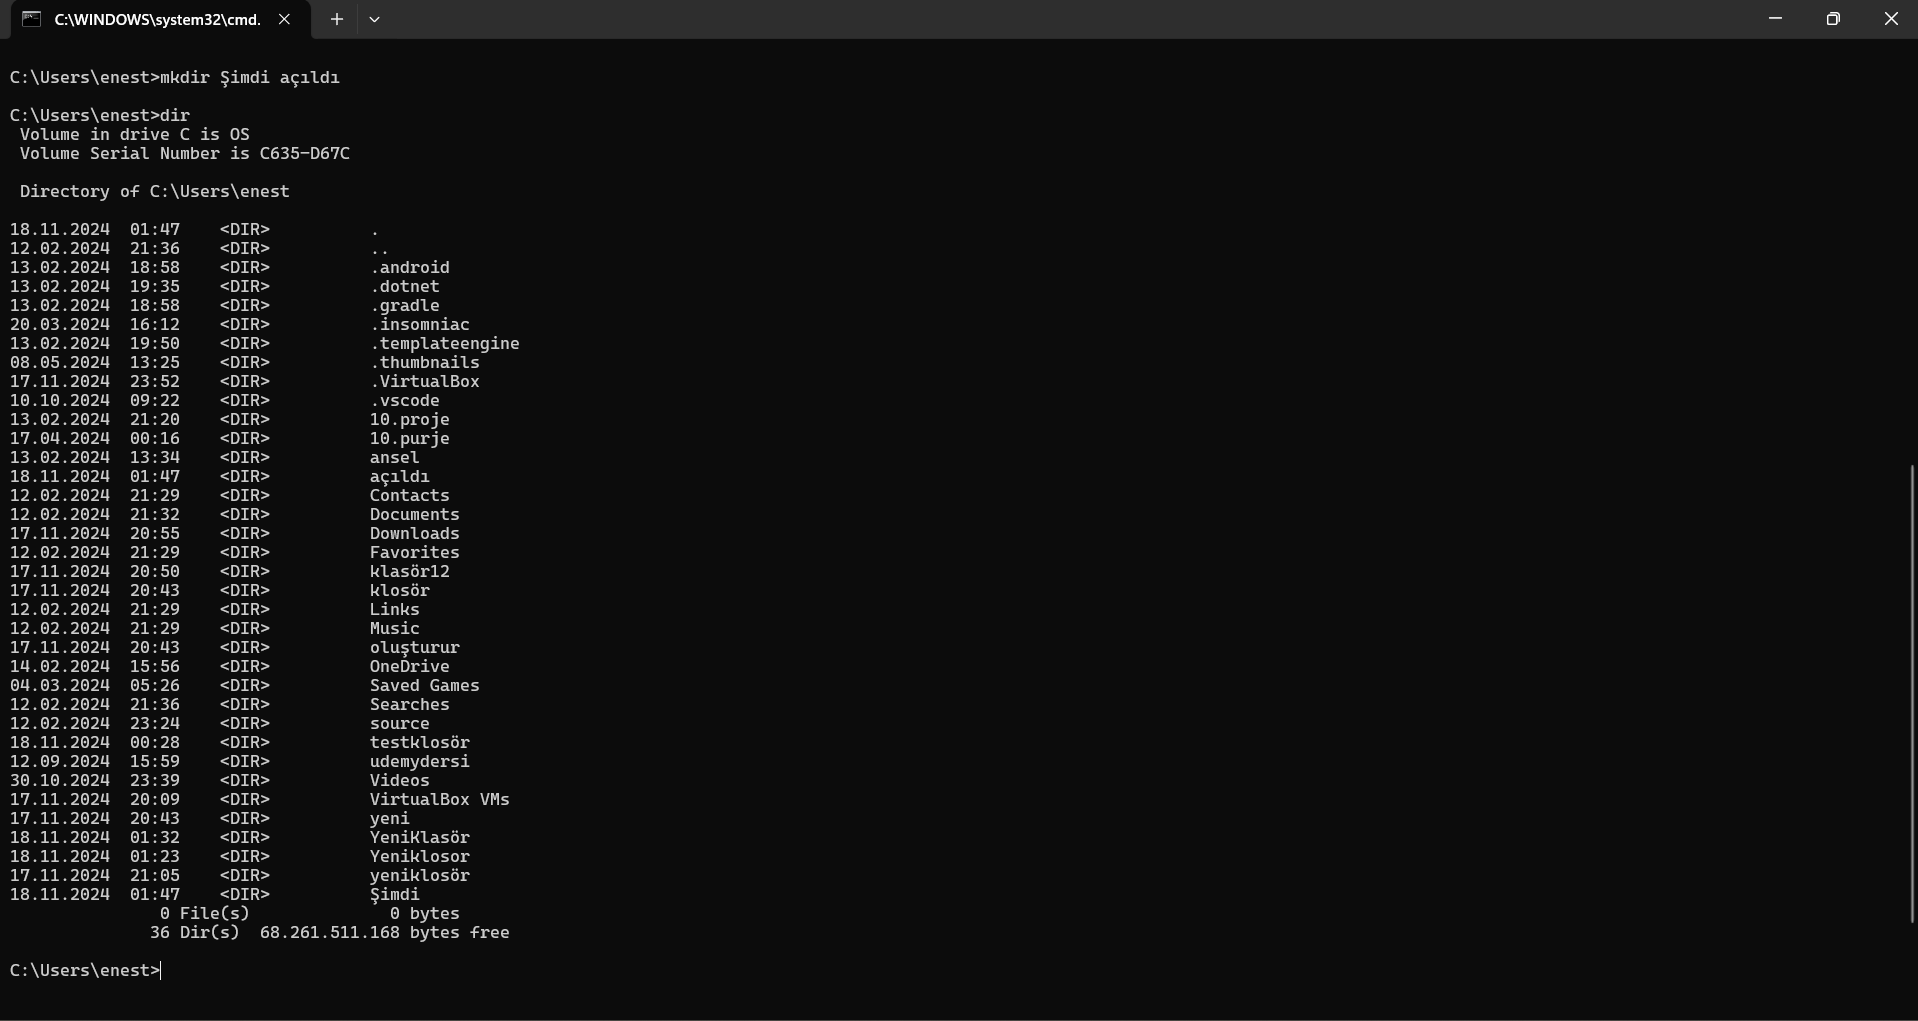 C:\WINDOWS\system32\cmd.
C:\Users\enest>mkdir Şimdi açıldı
C:\Users\enest>dir
Volume in drive C is OS
Volume Serial Number is C635-D67C
Directory of C:\Users\enest
18.11.2024  01:47    <DIR>          .
12.02.2024  21:36    <DIR>          ..
13.02.2024  18:58    <DIR>          .android
13.02.2024  19:35    <DIR>          .dotnet
13.02.2024  18:58    <DIR>          .gradle
20.03.2024  16:12    <DIR>          .insomniac
13.02.2024  19:50    <DIR>          .templateengine
08.05.2024  13:25    <DIR>          .thumbnails
17.11.2024  23:52    <DIR>          .VirtualBox
10.10.2024  09:22    <DIR>          .vscode
13.02.2024  21:20    <DIR>          10.proje
17.04.2024  00:16    <DIR>          10.purje
13.02.2024  13:34    <DIR>          ansel
18.11.2024  01:47    <DIR>          açıldı
12.02.2024  21:29    <DIR>          Contacts
12.02.2024  21:32    <DIR>          Documents
17.11.2024  20:55    <DIR>          Downloads
12.02.2024  21:29    <DIR>          Favorites
17.11.2024  20:50    <DIR>          klasör12
17.11.2024  20:43    <DIR>          klosör
12.02.2024  21:29    <DIR>          Links
12.02.2024  21:29    <DIR>          Music
17.11.2024  20:43    <DIR>          oluşturur
14.02.2024  15:56    <DIR>          OneDrive
04.03.2024  05:26    <DIR>          Saved Games
12.02.2024  21:36    <DIR>          Searches
12.02.2024  23:24    <DIR>          source
18.11.2024  00:28    <DIR>          testklosör
12.09.2024  15:59    <DIR>          udemydersi
30.10.2024  23:39    <DIR>          Videos
17.11.2024  20:09    <DIR>          VirtualBox VMs
17.11.2024  20:43    <DIR>          yeni
18.11.2024  01:32    <DIR>          YeniKlasör
18.11.2024  01:23    <DIR>          Yeniklosor
17.11.2024  21:05    <DIR>          yeniklosör
18.11.2024  01:47    <DIR>          Şimdi
0 File(s)              0 bytes
36 Dir(s)  68.261.511.168 bytes free
C:\Users\enest>